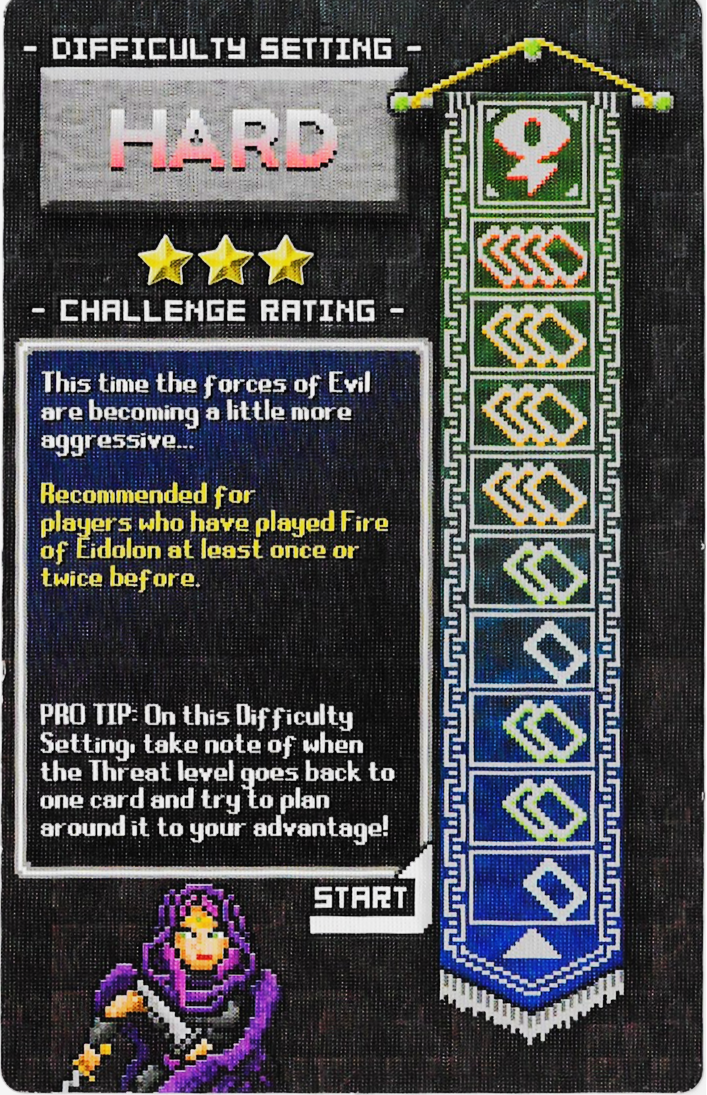 - DIFFICULTY SETTING -
HARD
- CHALLENGE RATING -
This time the forces of Evil
are becoming a little more
aggressive...
Recommended for
players who have played Fire
of Eidolon at least once or
twice before.
PRO TIP: On this Difficulty
Setting, take note of when
the Threat level goes back to
one card and try to plan
around it to your advantage!
START